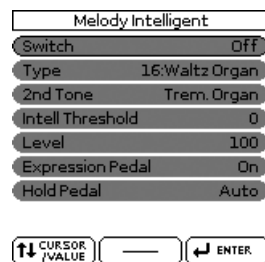 Melody Intelligent
Switch Off
Type 16:Waltz Organ
2nd Tone Trem. Organ
Intell Threshold 0
Level 100
Expression Pedal On
Hold Pedal Auto
CURSOR
/VALUE
ENTER